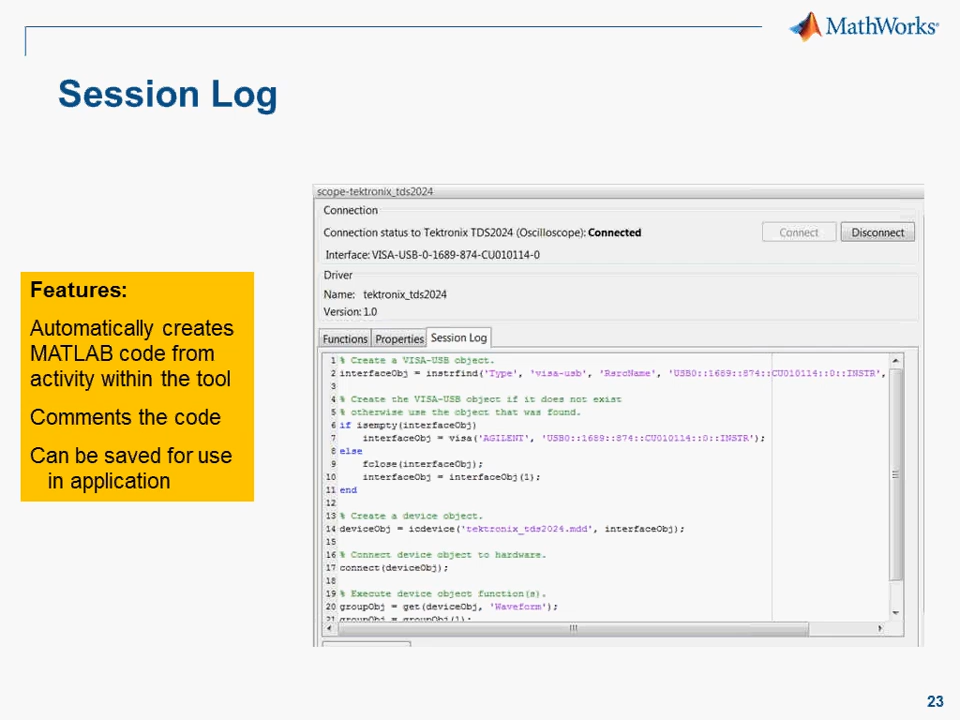 MathWorks®
Session Log
Features:
Automatically creates
MATLAB code from
activity within the tool
Comments the code
Can be saved for use
in application
scope-tektronix_tds2024
Connection
Connection status to Tektronix TDS2024 (Oscilloscope): Connected
Connect
Disconnect
Interface: VISA-USB-0-1689-874-CU010114-0
Driver
Name: tektronix_tds2024
Version: 1.0
Functions
Properties
Session Log
1 % Create a VISA-USB object.
2 interfaceObj = instrfind('Type', 'visa-usb', 'RsrcName', 'USB0::1689::874::CU010114::0::INSTR',
3
4 % Create the VISA-USB object if it does not exist
5 % otherwise use the object that was found.
6 if isempty(interfaceObj)
7 interfaceObj = visa('AGILENT', 'USB0::1689::874::CU010114::0::INSTR');
8 else
9 fclose(interfaceObj);
10 interfaceObj = interfaceObj(1);
11 end
12
13 % Create a device object.
14 deviceObj = icdevice('tektronix_tds2024.mdd', interfaceObj);
15
16 % Connect device object to hardware.
17 connect(deviceObj);
18
19 % Execute device object function(s).
20 groupObj = get(deviceObj, 'Waveform');
21 groupObj = groupObj(1);
23